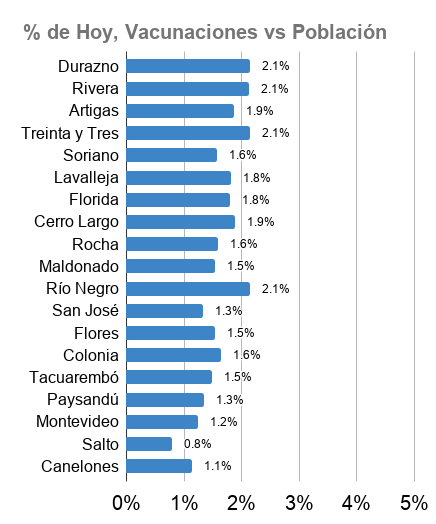 % de Hoy, Vacunaciones vs Población
Durazno 2.1%
Rivera 2.1%
Artigas 1.9%
Treinta y Tres 2.1%
Soriano 1.6%
Lavalleja 1.8%
Florida 1.8%
Cerro Largo 1.9%
Rocha 1.6%
Maldonado 1.5%
Río Negro 2.1%
San José 1.3%
Flores 1.5%
Colonia 1.6%
Tacuarembó 1.5%
Paysandú 1.3%
Montevideo 1.2%
Salto 0.8%
Canelones 1.1%
0% 1% 2% 3% 4% 5%